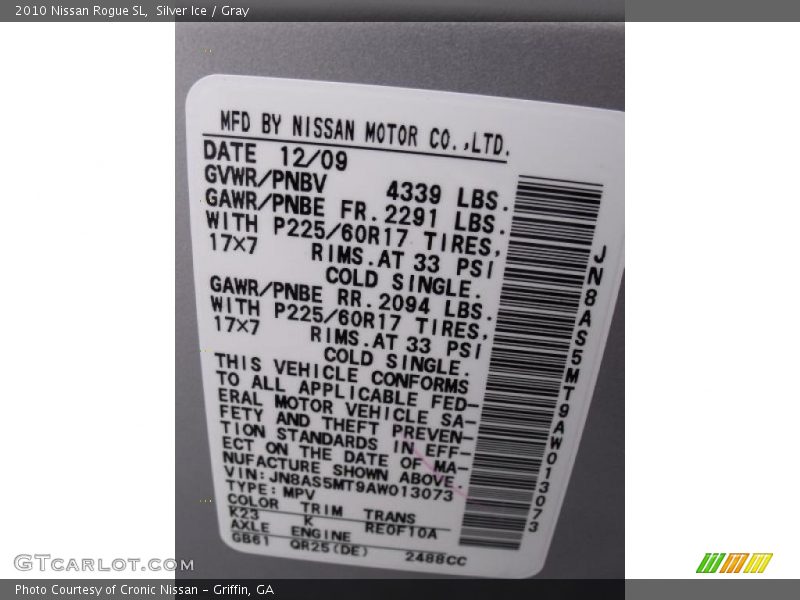 2010 Nissan Rogue SL,  Silver Ice / Gray
MFD BY NISSAN MOTOR CO.,LTD.
DATE 12/09
GVWR/PNBV 4339 LBS.
GAWR/PNBE FR.2291 LBS.
WITH P225/60R17 TIRES,
17×7 RIMS.AT 33 PSI
COLD SINGLE.
GAWR/PNBE RR.2094 LBS.
WITH P225/60R17 TIRES,
17×7 RIMS.AT 33 PSI
COLD SINGLE.
THIS VEHICLE CONFORMS
TO ALL APPLICABLE FED-
ERAL MOTOR VEHICLE SA-
FETY AND THEFT PREVEN-
TION STANDARDS IN EFF-
ECT ON THE DATE OF MA-
NUFACTURE SHOWN ABOVE.
VIN:JN8AS5MT9AW013073
TYPE:MPV
COLOR TRIM TRANS
K23 K RE0F10A
AXLE ENGINE
GB61 QR25(DE) 2488CC
JN8AS5MT9AW013073
GTCarlot.com
Photo Courtesy of Cronic Nissan - Griffin, GA